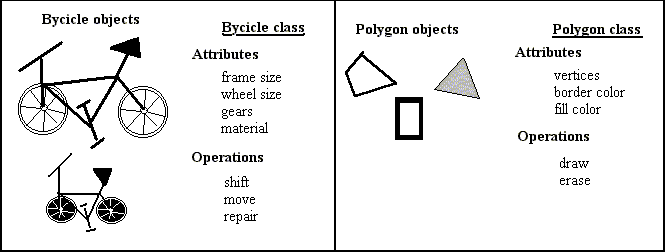 Bycicle objects
Bycicle class
Attributes
frame size
wheel size
gears
material
Operations
shift
move
repair
Polygon objects
Polygon class
Attributes
vertices
border color
fill color
Operations
draw
erase